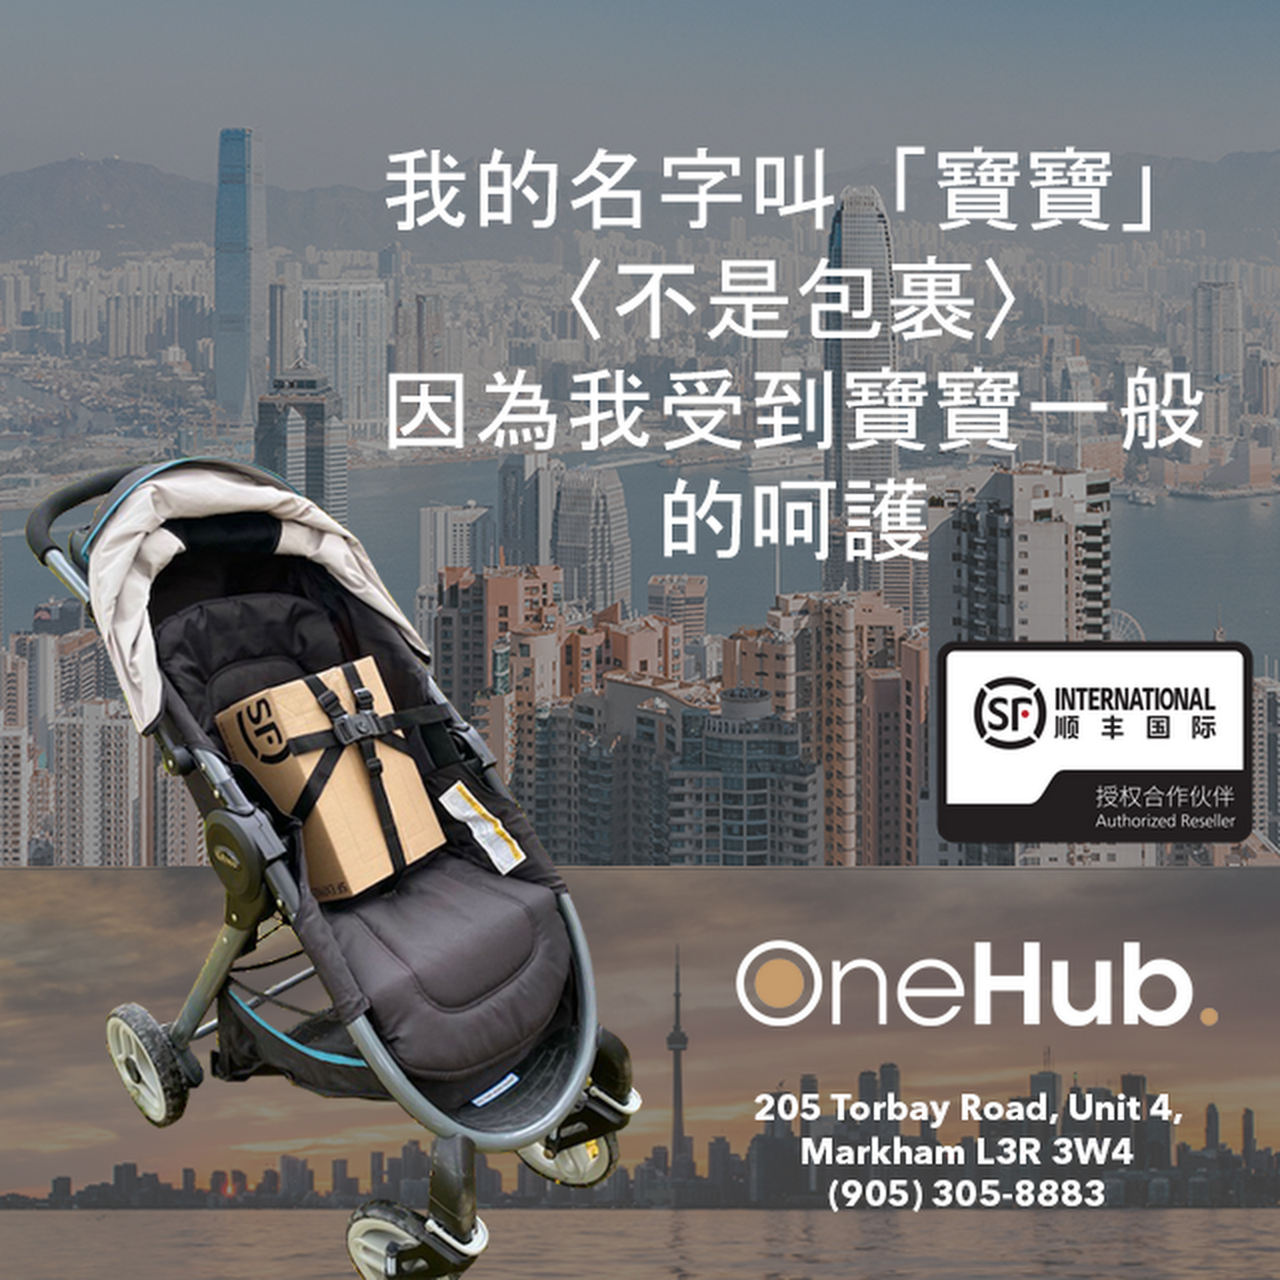 我的名字叫「寶寶」
〈不是包裹〉
因為我受到寶寶一般
的呵護
SF INTERNATIONAL
顺丰国际
授权合作伙伴
Authorized Reseller
SF
OneHub.
205 Torbay Road, Unit 4,
Markham L3R 3W4
(905) 305-8883